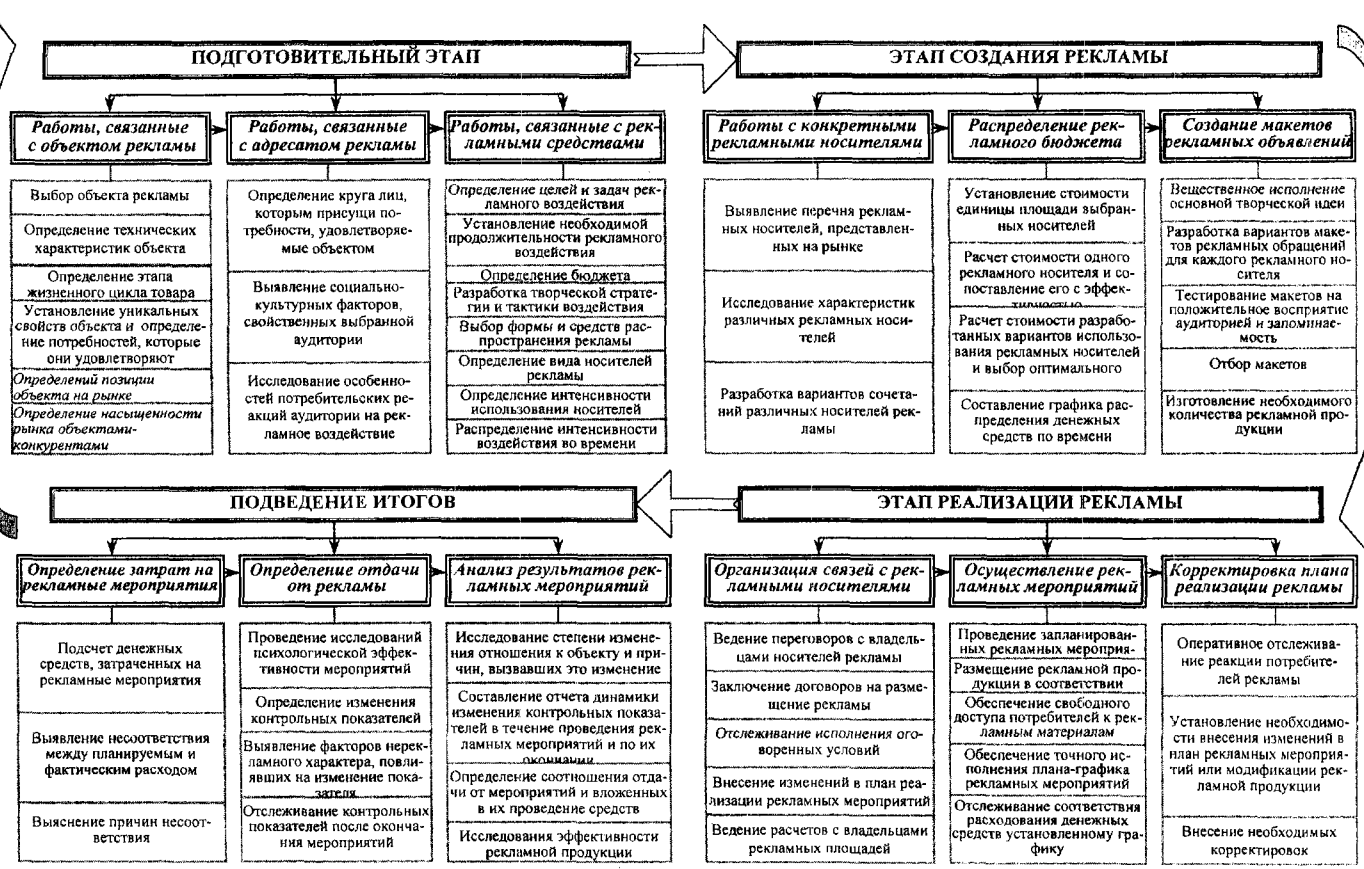 ПОДГОТОВИТЕЛЬНЫЙ ЭТАП
ЭТАП СОЗДАНИЯ РЕКЛАМЫ
Работы, связанные
с объектом рекламы
Работы, связанные
с адресатом рекламы
Работы, связанные с рек-
ламными средствами
Работы с конкретными
рекламными носителями
Распределение рек-
ламного бюджета
Создание макетов
рекламных объявлений
Выбор объекта рекламы
Определение технических
характеристик объекта
Определение этапа
жизненного цикла товара
Установление уникальных
свойств объекта и определе-
ние потребностей, которые
они удовлетворяют
Определений позиции
объекта на рынке
Определение насыщенности
рынка объектами-
конкурентами
Определение круга лиц,
которым присущи по-
требности, удовлетворяе-
мые объектом
Выявление социально-
культурных факторов,
свойственных выбранной
аудитории
Исследование особенно-
стей потребительских ре-
акций аудитории на рек-
ламное воздействие
Определение целей и задач рек-
ламного воздействия
Установление необходимой
продолжительности рекламного
воздействия
Определение бюджета
Разработка творческой страте-
гии и тактики воздействия
Выбор формы и средств рас-
пространения рекламы
Определение вида носителей
рекламы
Определение интенсивности
использования носителей
Распределение интенсивности
воздействия во времени
Выявление перечня реклам-
ных носителей, представлен-
ных на рынке
Исследование характеристик
различных рекламных носи-
телей
Разработка вариантов сочета-
ний различных носителей рек-
ламы
Установление стоимости
единицы площади выбран-
ных носителей
Расчет стоимости одного
рекламного носителя и со-
поставление его с эффек-
тивностью
Расчет стоимости разрабо-
танных вариантов использо-
вания рекламных носителей
и выбор оптимального
Составление графика рас-
пределения денежных
средств по времени
Вещественное исполнение
основной творческой идеи
Разработка вариантов маке-
тов рекламных обращений
для каждого рекламного но-
сителя
Тестирование макетов на
положительное восприятие
аудиторией и запоминае-
мость
Отбор макетов
Изготовление необходимого
количества рекламной про-
дукции
ПОДВЕДЕНИЕ ИТОГОВ
ЭТАП РЕАЛИЗАЦИИ РЕКЛАМЫ
Определение затрат на
рекламные мероприятия
Определение отдачи
от рекламы
Анализ результатов рек-
ламных мероприятий
Организация связей с рек-
ламными носителями
Осуществление рек-
ламных мероприятий
Корректировка плана
реализации рекламы
Подсчет денежных
средств, затраченных на
рекламные мероприятия
Выявление несоответствия
между планируемым и
фактическим расходом
Выяснение причин несоот-
ветствия
Проведение исследований
психологической эффек-
тивности мероприятий
Определение изменения
контрольных показателей
Выявление факторов нерек-
ламного характера, повли-
явших на изменение пока-
зателя
Отслеживание контрольных
показателей после оконча-
ния мероприятий
Исследование степени измене-
ния отношения к объекту и при-
чин, вызвавших это изменение
Составление отчета динамики
изменения контрольных показа-
телей в течение проведения рек-
ламных мероприятий и по их
окончании
Определение соотношения отда-
чи от мероприятий и вложенных
в их проведение средств
Исследования эффективности
рекламной продукции
Ведение переговоров с владель-
цами носителей рекламы
Заключение договоров на разме-
щение рекламы
Отслеживание исполнения ого-
воренных условий
Внесение изменений в план реа-
лизации рекламных мероприятий
Ведение расчетов с владельцами
рекламных площадей
Проведение запланирован-
ных рекламных мероприя-
Размещение рекламной про-
дукции в соответствии
Обеспечение свободного
доступа потребителей к рек-
ламным материалам
Обеспечение точного ис-
полнения плана-графика
рекламных мероприятий
Отслеживание соответствия
расходования денежных
средств установленному гра-
фику
Оперативное отслежива-
ние реакции потребите-
лей рекламы
Установление необходимо-
сти внесения изменений в
план рекламных мероприя-
тий или модификации рек-
ламной продукции
Внесение необходимых
корректировок